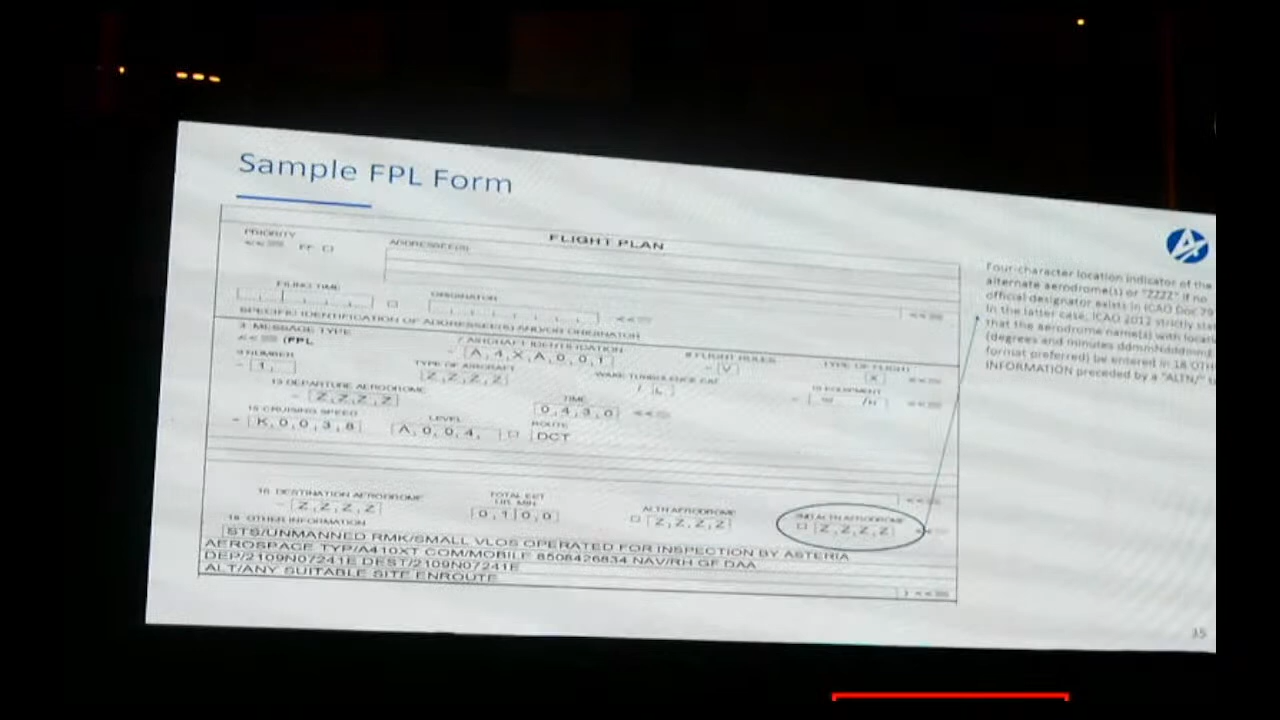 Sample FPL Form
FLIGHT PLAN
PRIORITY
FF
ADDRESSEE(S)
FILING TIME
ORIGINATOR
SPECIFIC IDENTIFICATION OF ADDRESSEE(S) AND/OR ORIGINATOR
3 MESSAGE TYPE
<< (FPL
7 AIRCRAFT IDENTIFICATION
A,4,X,A,0,0,1
8 FLIGHT RULES
V
TYPE OF FLIGHT
X
9 NUMBER
1,
TYPE OF AIRCRAFT
Z,Z,Z,Z
WAKE TURBULENCE CAT
/ L
10 EQUIPMENT
/N
13 DEPARTURE AERODROME
Z,Z,Z,Z
TIME
0,4,3,0
15 CRUISING SPEED
K,0,0,3,8
LEVEL
A,0,0,4,
ROUTE
DCT
16 DESTINATION AERODROME
Z,Z,Z,Z
TOTAL EET
HR MIN
0,1,0,0
ALTN AERODROME
Z,Z,Z,Z
2ND ALTN AERODROME
Z,Z,Z,Z
18 OTHER INFORMATION
STS/UNMANNED RMK/SMALL VLOS OPERATED FOR INSPECTION BY ASTERIA
AEROSPACE TYP/A410XT COM/MOBILE 8508426834 NAV/RH GF DAA
DEP/2109N07241E DEST/2109N07241E
ALT/ANY SUITABLE SITE ENROUTE
Four-character location indicator of the
alternate aerodrome(s) or "ZZZZ" if no
official designator exists in ICAO Doc 79
In the latter case, ICAO 2012 strictly
that the aerodrome name(s) with
(degrees and minutes
format preferred) be entered in 18
INFORMATION preceded by a "ALTN/"
35